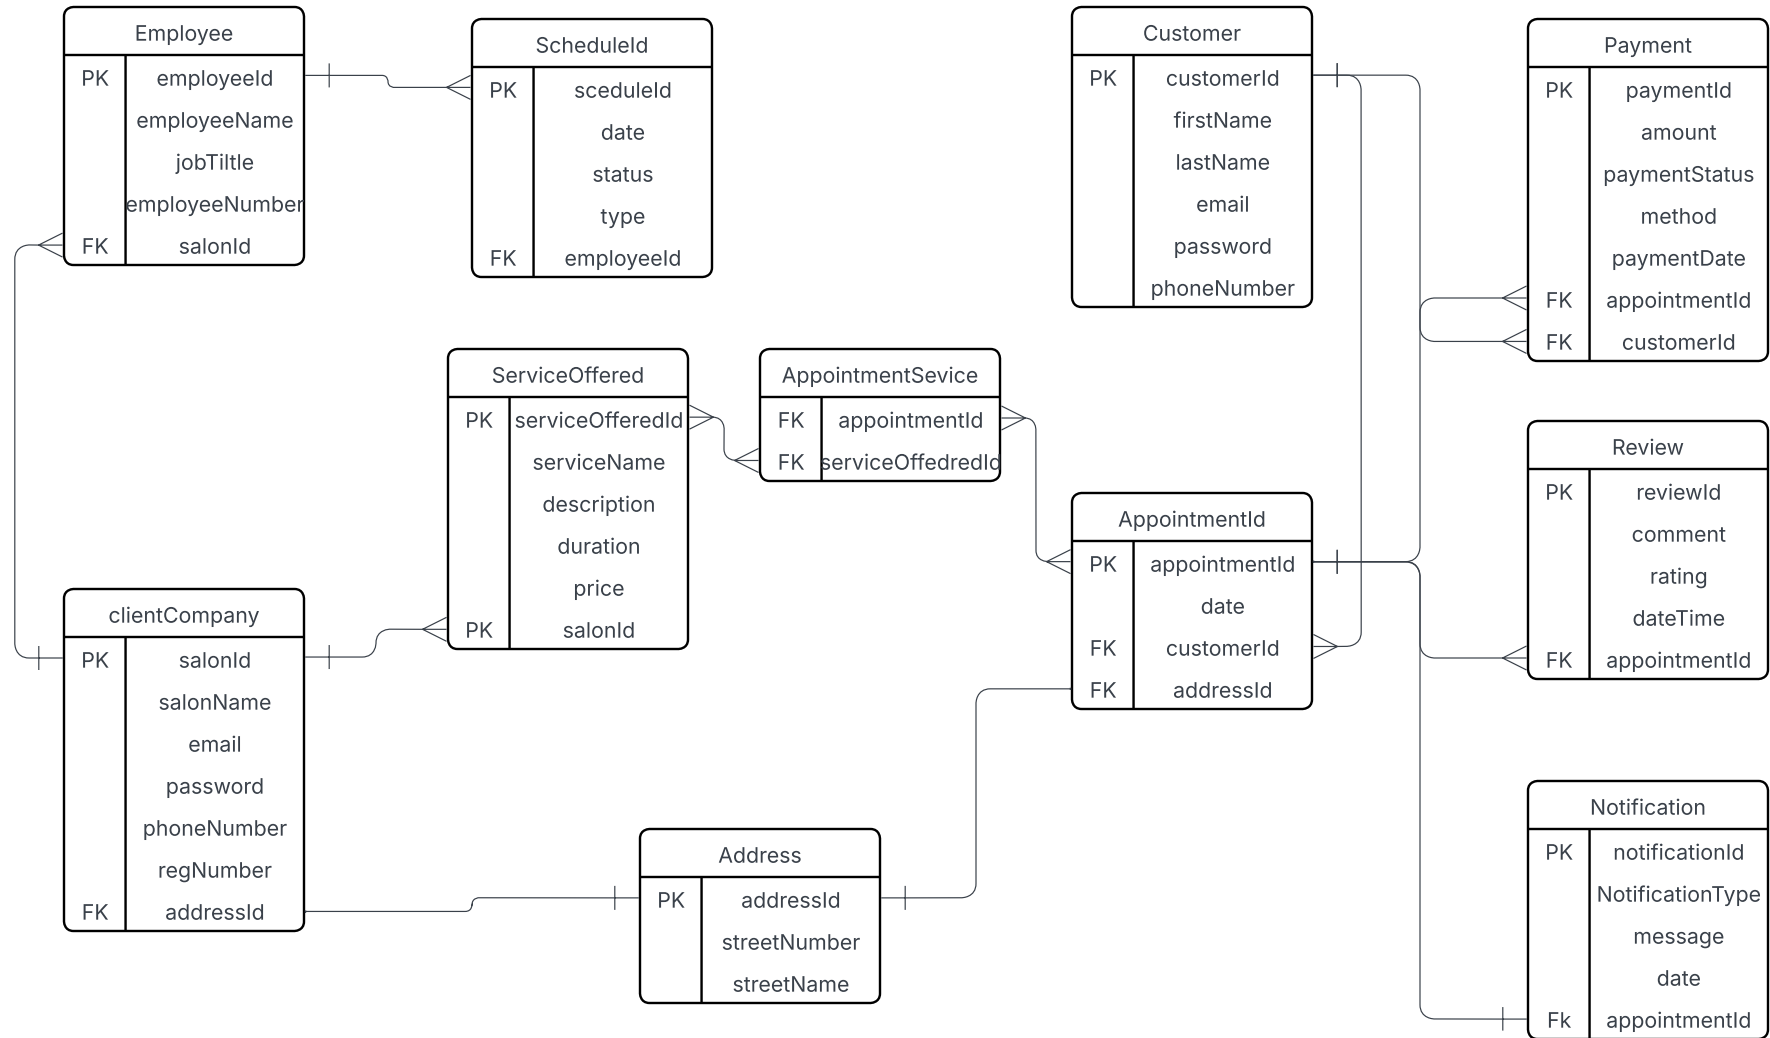 Employee
PK employeeId
employeeName
jobTiltle
employeeNumber
FK salonId
ScheduleId
PK sceduleId
date
status
type
FK employeeId
Customer
PK customerId
firstName
lastName
email
password
phoneNumber
Payment
PK paymentId
amount
paymentStatus
method
paymentDate
FK appointmentId
FK customerId
ServiceOffered
PK serviceOfferedId
serviceName
description
duration
price
PK salonId
AppointmentSevice
FK appointmentId
FK serviceOffedredId
Review
PK reviewId
comment
rating
dateTime
FK appointmentId
AppointmentId
PK appointmentId
date
FK customerId
FK addressId
clientCompany
PK salonId
salonName
email
password
phoneNumber
regNumber
FK addressId
Address
PK addressId
streetNumber
streetName
Notification
PK notificationId
NotificationType
message
date
Fk appointmentId